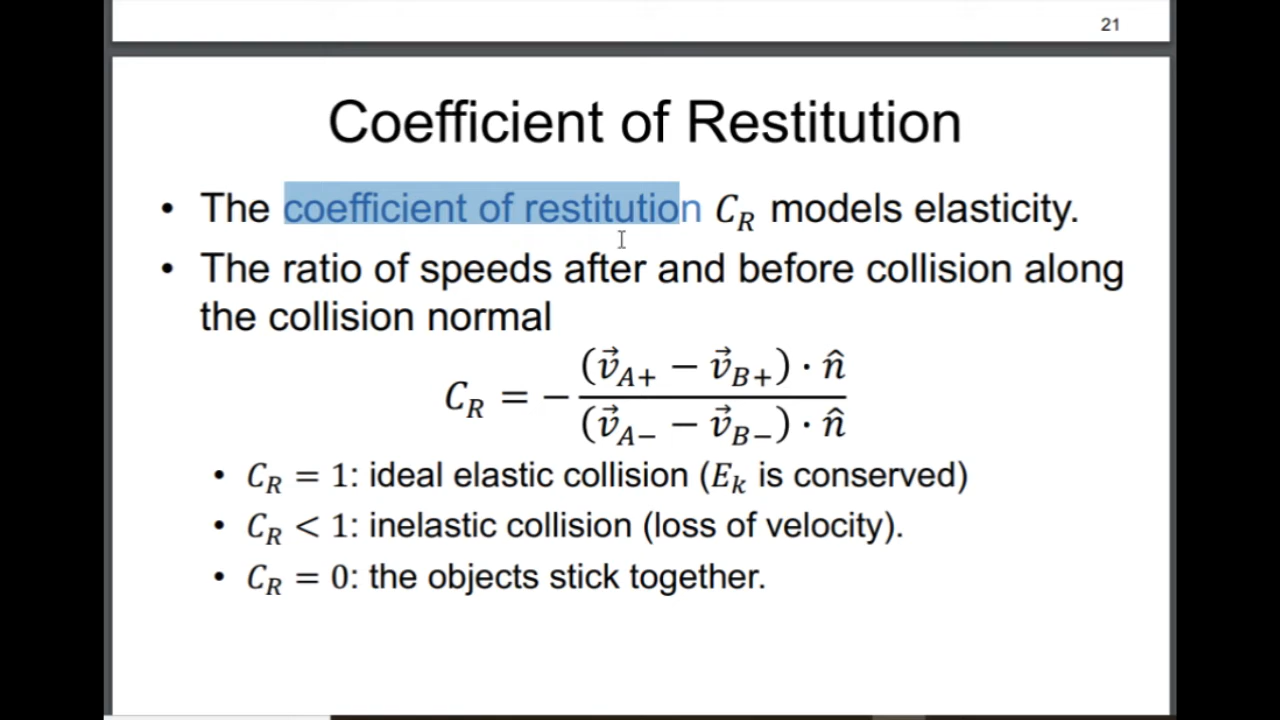 21
Coefficient of Restitution
• The coefficient of restitution C_R models elasticity.
• The ratio of speeds after and before collision along
the collision normal
C_R = − ((v⃗_A+ − v⃗_B+) · n̂) / ((v⃗_A− − v⃗_B−) · n̂)
• C_R = 1: ideal elastic collision (E_k is conserved)
• C_R < 1: inelastic collision (loss of velocity).
• C_R = 0: the objects stick together.